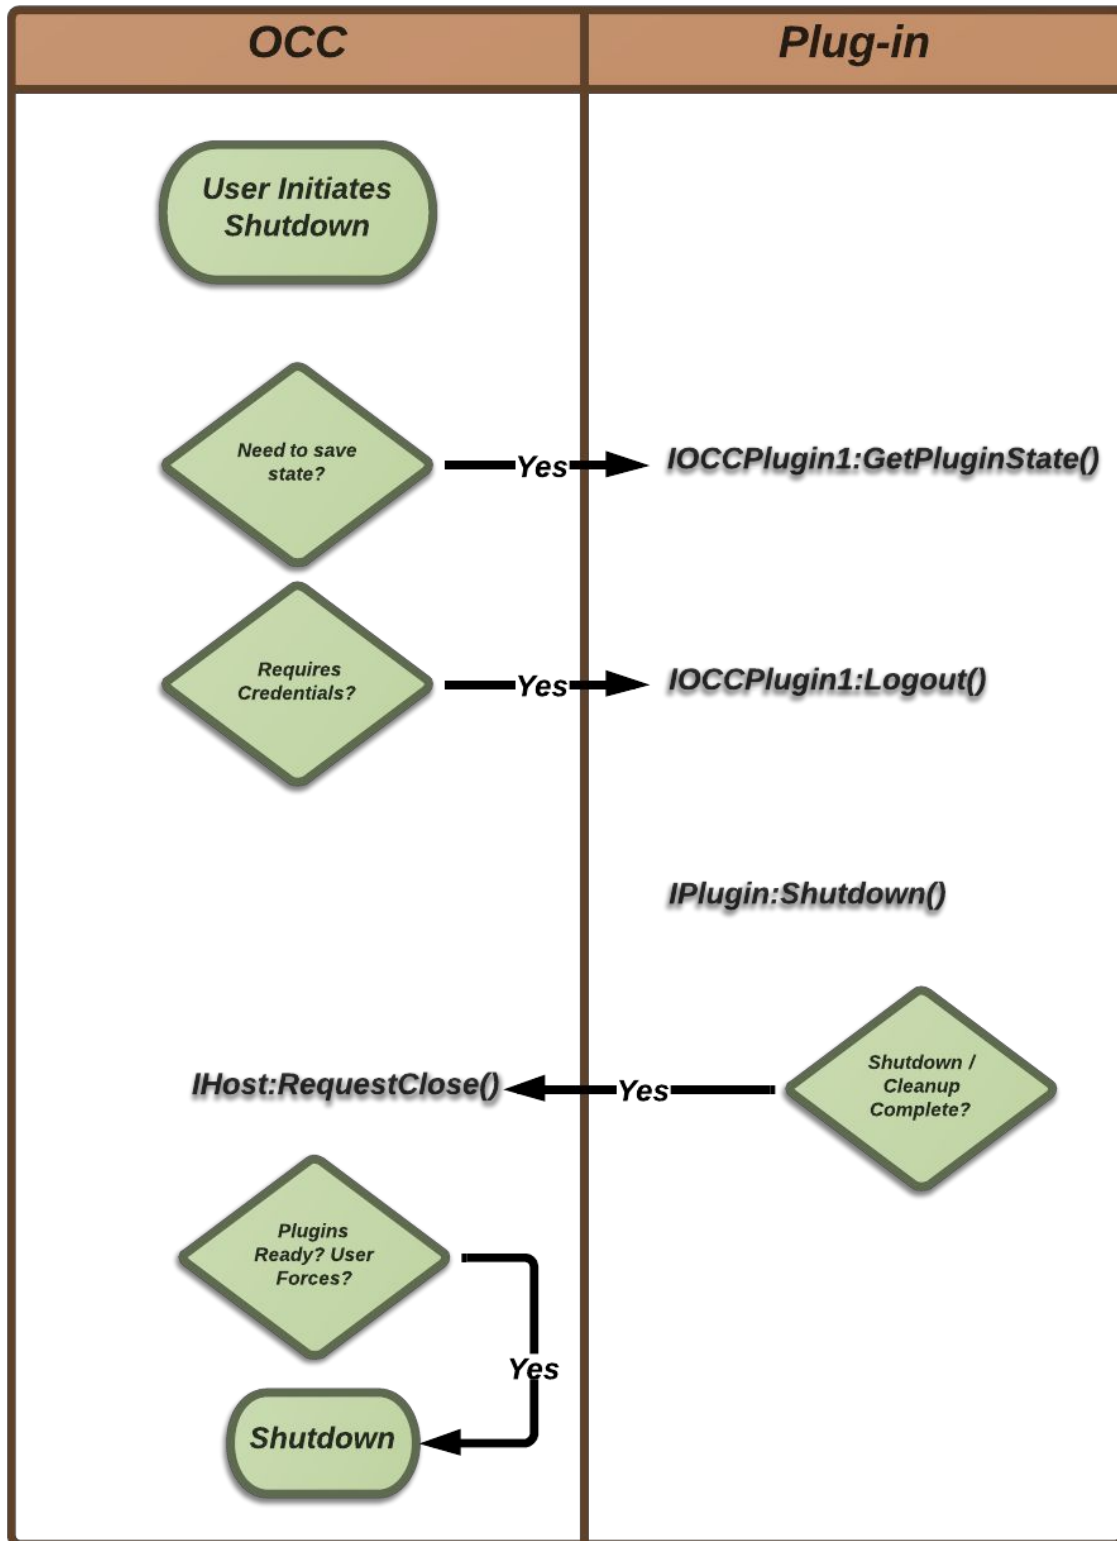 OCC
Plug-in
User Initiates
Shutdown
Need to save
state?
Yes
IOCCPlugin1:GetPluginState()
Requires
Credentials?
Yes
IOCCPlugin1:Logout()
IPlugin:Shutdown()
Shutdown /
Cleanup
Complete?
Yes
IHost:RequestClose()
Plugins
Ready? User
Forces?
Yes
Shutdown